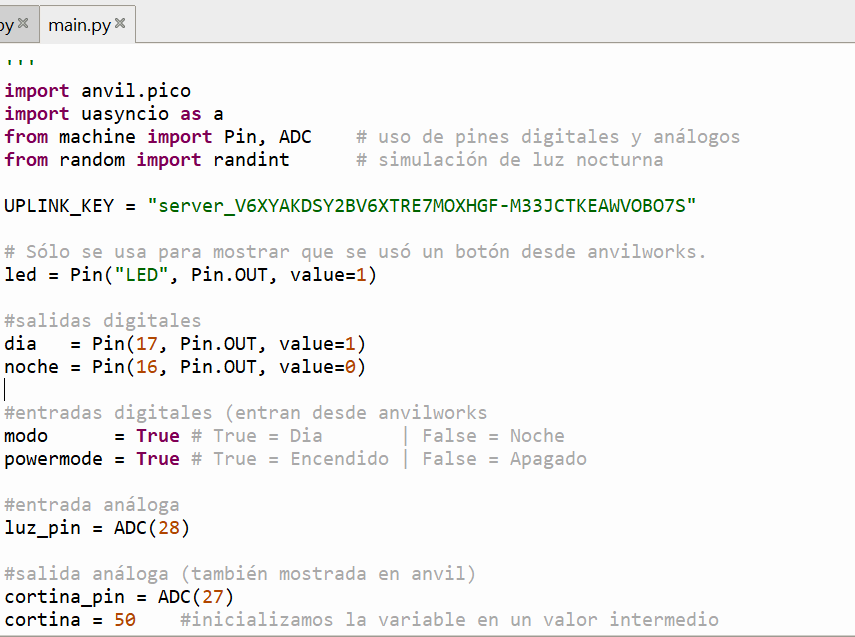 py × main.py ×
'''
import anvil.pico
import uasyncio as a
from machine import Pin, ADC    # uso de pines digitales y análogos
from random import randint      # simulación de luz nocturna
UPLINK_KEY = "server_V6XYAKDSY2BV6XTRE7MOXHGF-M33JCTKEAWVOBO7S"
# Sólo se usa para mostrar que se usó un botón desde anvilworks.
led = Pin("LED", Pin.OUT, value=1)
#salidas digitales
dia   = Pin(17, Pin.OUT, value=1)
noche = Pin(16, Pin.OUT, value=0)
#entradas digitales (entran desde anvilworks
modo      = True # True = Dia       | False = Noche
powermode = True # True = Encendido | False = Apagado
#entrada análoga
luz_pin = ADC(28)
#salida análoga (también mostrada en anvil)
cortina_pin = ADC(27)
cortina = 50    #inicializamos la variable en un valor intermedio